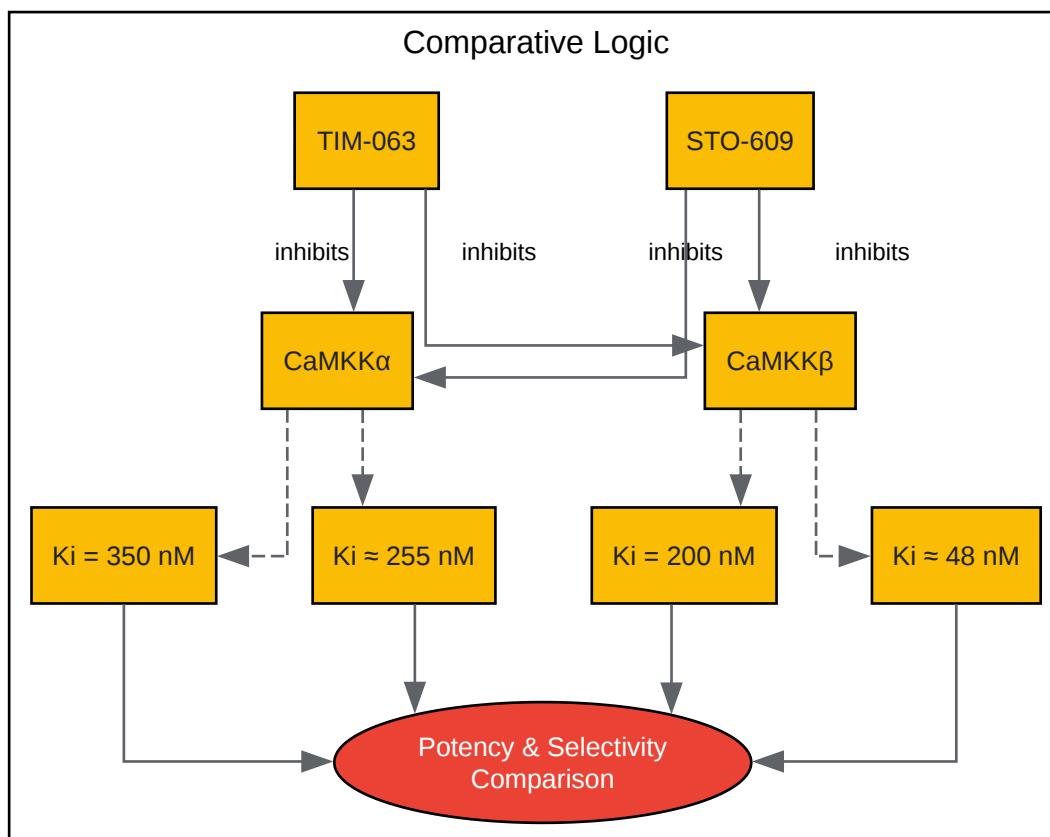 Comparative Logic
TIM-063
STO-609
inhibits
inhibits
inhibits
inhibits
CaMKKα
CaMKKβ
Ki = 350 nM
Ki ≈ 255 nM
Ki = 200 nM
Ki ≈ 48 nM
Potency & Selectivity
Comparison